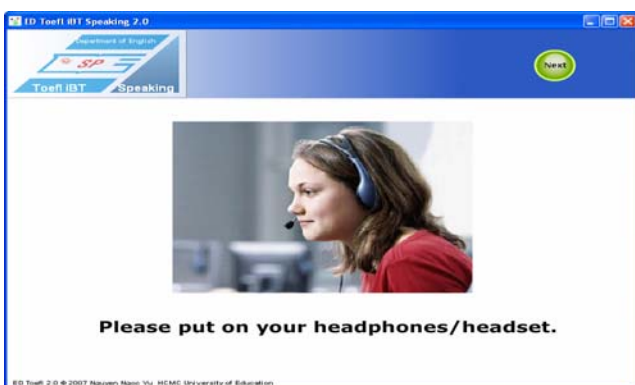 ED Toefl iBT Speaking 2.0
Department of English
SP
Toefl iBT Speaking
Next
Please put on your headphones/headset.
ED Toefl 2.0 © 2007 Nguyen Ngoc Vu, HCMC University of Education